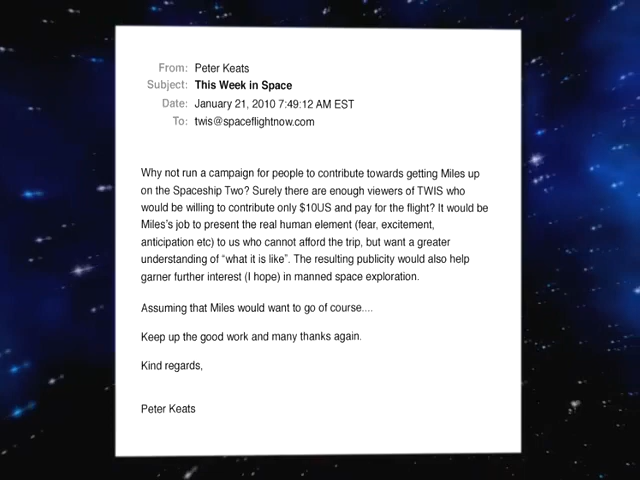 From: Peter Keats
Subject: This Week in Space
Date: January 21, 2010 7:49:12 AM EST
To: twis@spaceflightnow.com
Why not run a campaign for people to contribute towards getting Miles up
on the Spaceship Two? Surely there are enough viewers of TWIS who
would be willing to contribute only $10US and pay for the flight? It would be
Miles's job to present the real human element (fear, excitement,
anticipation etc) to us who cannot afford the trip, but want a greater
understanding of "what it is like". The resulting publicity would also help
garner further interest (I hope) in manned space exploration.
Assuming that Miles would want to go of course....
Keep up the good work and many thanks again.
Kind regards,
Peter Keats